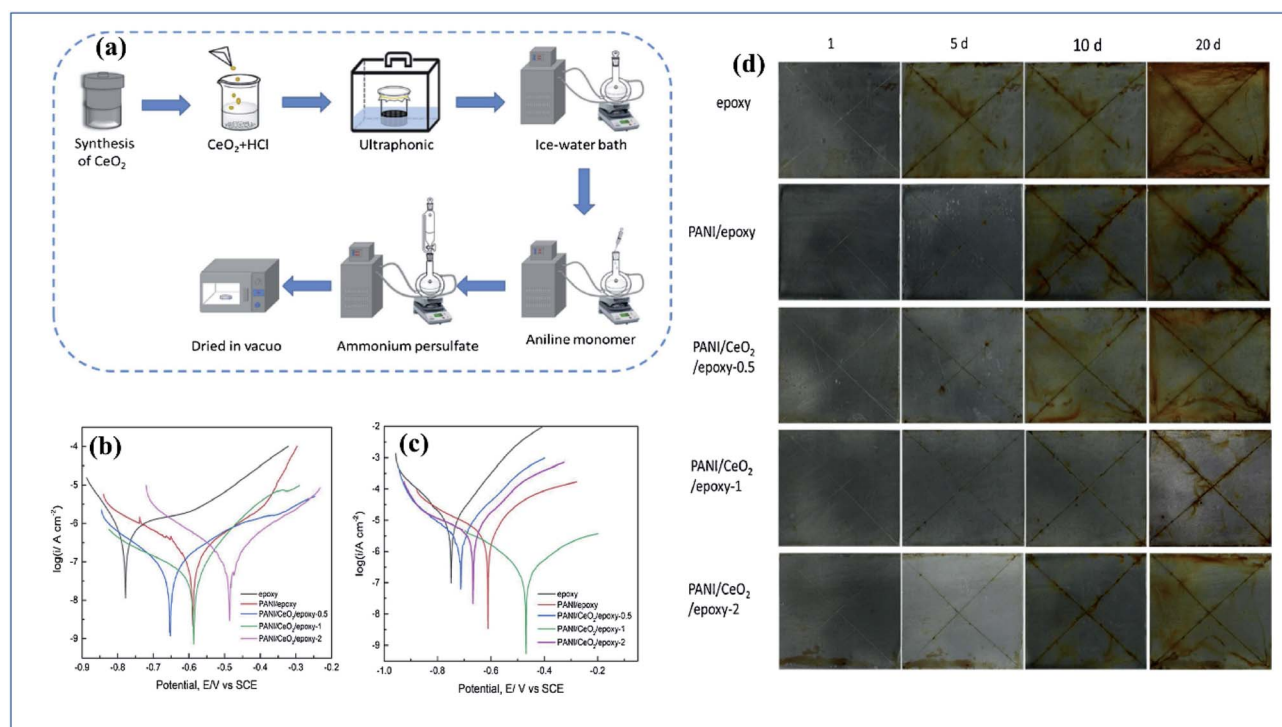 (a)
Synthesis
of CeO₂
CeO₂+HCl
Ultraphonic
Ice-water bath
Dried in vacuo
Ammonium persulfate
Aniline monomer
(b)
log(i/ A cm⁻²)
-4
-5
-6
-7
-8
-9
-0.9 -0.8 -0.7 -0.6 -0.5 -0.4 -0.3 -0.2
Potential, E/V vs SCE
epoxy
PANI/epoxy
PANI/CeO₂/epoxy-0.5
PANI/CeO₂/epoxy-1
PANI/CeO₂/epoxy-2
(c)
log(i/ A cm⁻²)
-2
-3
-4
-5
-6
-7
-8
-9
-1.0 -0.8 -0.6 -0.4 -0.2
Potential, E/ V vs SCE
epoxy
PANI/epoxy
PANI/CeO₂/epoxy-0.5
PANI/CeO₂/epoxy-1
PANI/CeO₂/epoxy-2
(d)
1 5 d 10 d 20 d
epoxy
PANI/epoxy
PANI/CeO₂
/epoxy-0.5
PANI/CeO₂
/epoxy-1
PANI/CeO₂
/epoxy-2